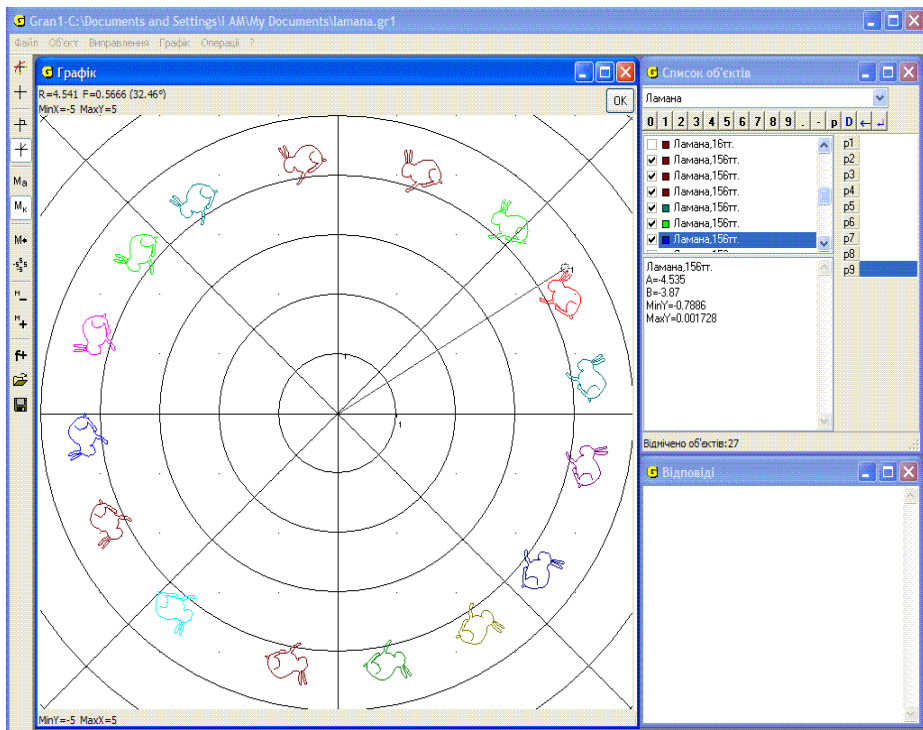 Gran1-C:\Documents and Settings\I AM\My Documents\lamana.gr1
Файл Об'єкт Виправлення Графік Операції ?
Графік
R=4.541 F=0.5666 (32.46°)
MinX=-5 MaxY=5
OK
1
1
1
MinY=-5 MaxX=5
Ma
Mк
M
M
M
f+
Список об'єктів
Ламана
0 1 2 3 4 5 6 7 8 9 . - p D ←
Ламана,16тт.
Ламана,156тт.
Ламана,156тт.
Ламана,156тт.
Ламана,156тт.
Ламана,156тт.
Ламана,156тт.
p1
p2
p3
p4
p5
p6
p7
p8
p9
Ламана,156тт.
A=-4.535
B=-3.87
MinY=-0.7886
MaxY=0.001728
Відмічено об'єктів:27
Відповіді